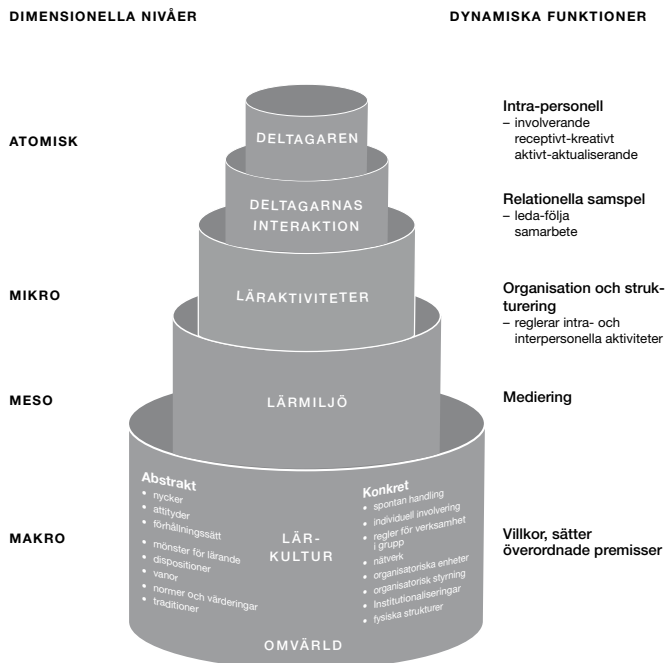 DIMENSIONELLA NIVÅER
DYNAMISKA FUNKTIONER
ATOMISK
DELTAGAREN
Intra-personell
– involverande
receptivt-kreativt
aktivt-aktualiserande
DELTAGARNAS
INTERAKTION
Relationella samspel
– leda-följa
samarbete
MIKRO
LÄRAKTIVITETER
Organisation och struk-
turering
– reglerar intra- och
interpersonella aktiviteter
MESO
LÄRMILJÖ
Mediering
MAKRO
Abstrakt
• nycker
• attityder
• förhållningssätt
• mönster för lärande
• dispositioner
• vanor
• normer och värderingar
• traditioner
LÄR-
KULTUR
Konkret
• spontan handling
• individuell involvering
• regler för verksamhet
i grupp
• nätverk
• organisatoriska enheter
• organisatorisk styrning
• Institutionaliseringar
• fysiska strukturer
Villkor, sätter
överordnade premisser
OMVÄRLD